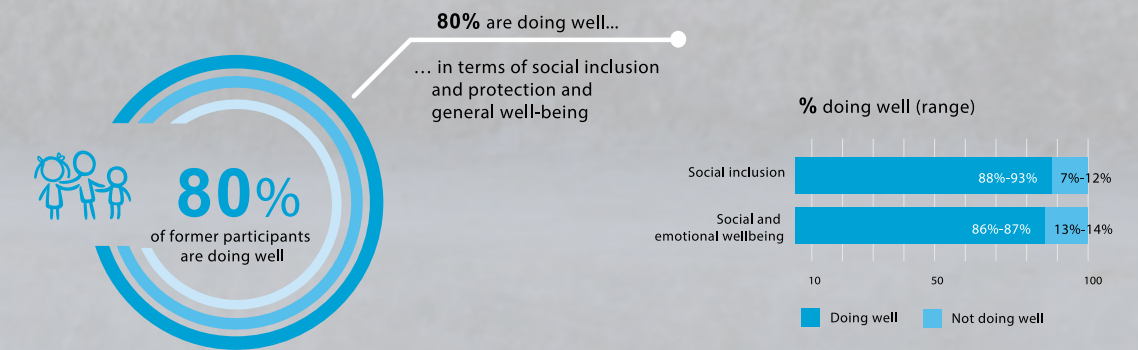 80% are doing well...
... in terms of social inclusion
and protection and
general well-being
80%
of former participants
are doing well
% doing well (range)
Social inclusion
88%-93%
7%-12%
Social and
emotional wellbeing
86%-87%
13%-14%
10
50
100
Doing well
Not doing well